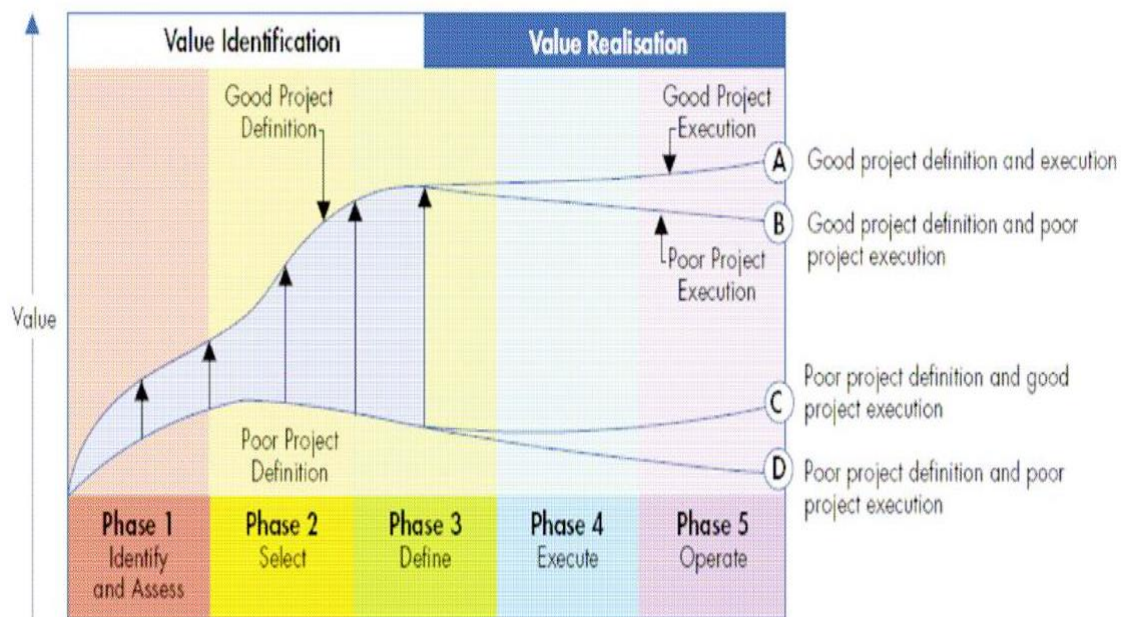 Value Identification
Value Realisation
Good Project
Definition
Good Project
Execution
A
Good project definition and execution
B
Good project definition and poor
project execution
Poor Project
Execution
Value
Poor project definition and good
project execution
C
Poor Project
Definition
D
Poor project definition and poor
project execution
Phase 1
Identify
and Assess
Phase 2
Select
Phase 3
Define
Phase 4
Execute
Phase 5
Operate